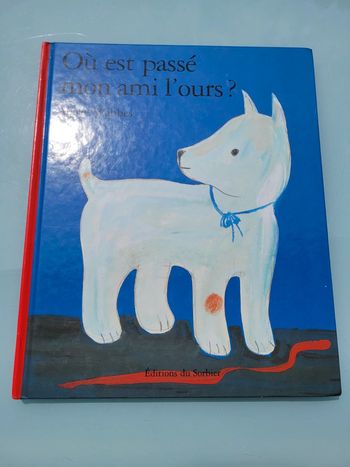 Où est passé
mon ami l'ours?
Éditions du Sorbier